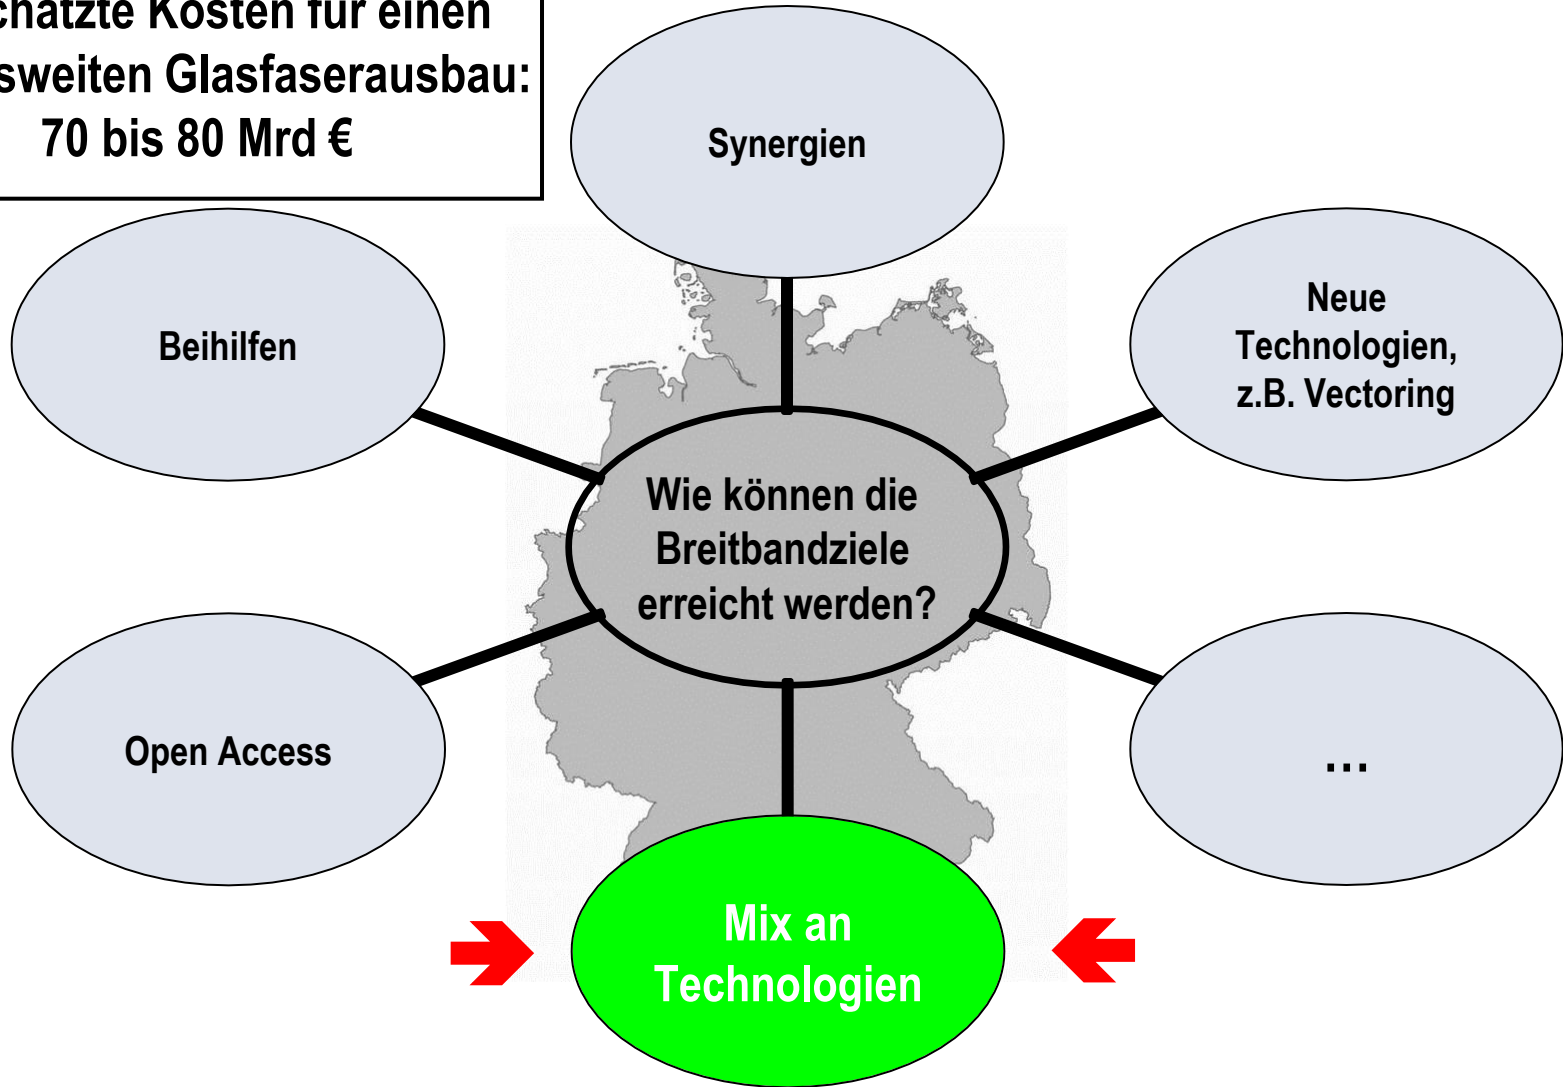 chätzte Kosten für einen
sweiten Glasfaserausbau:
70 bis 80 Mrd €
Synergien
Beihilfen
Neue
Technologien,
z.B. Vectoring
Wie können die
Breitbandziele
erreicht werden?
Open Access
...
Mix an
Technologien